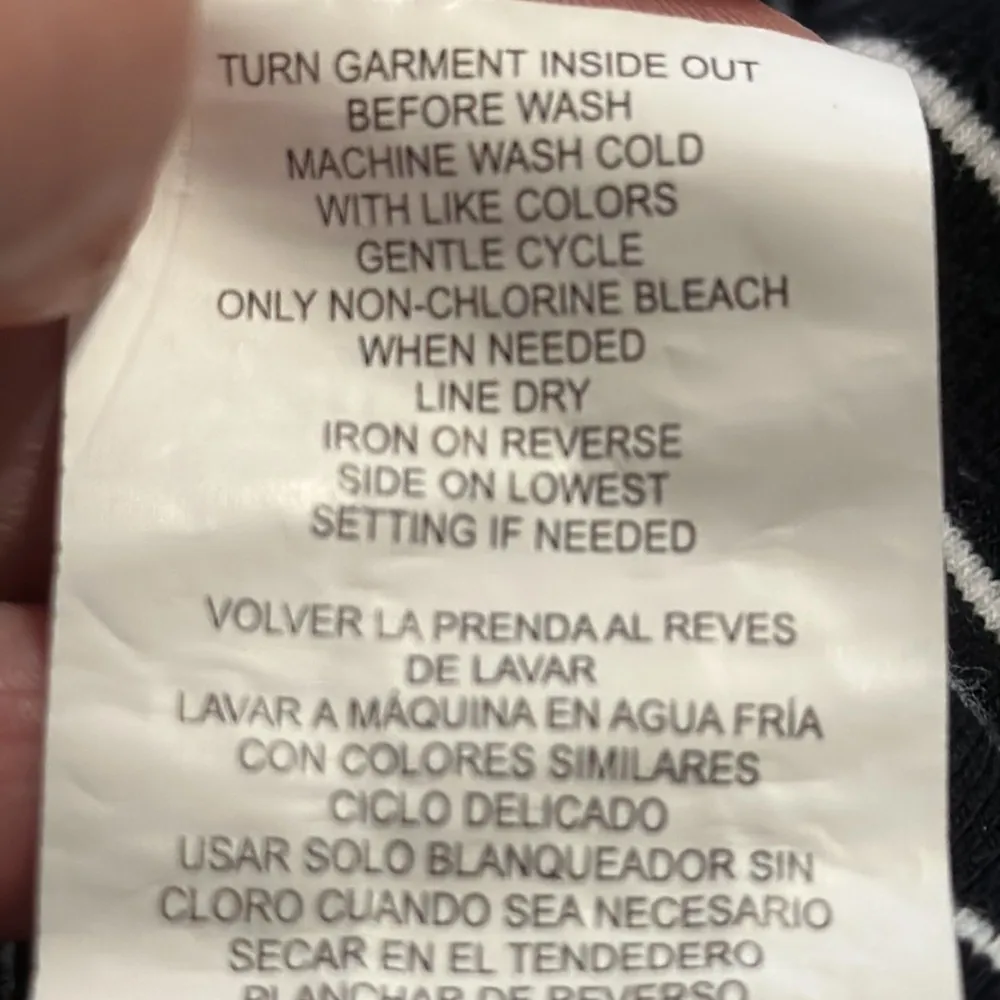 TURN GARMENT INSIDE OUT
BEFORE WASH
MACHINE WASH COLD
WITH LIKE COLORS
GENTLE CYCLE
ONLY NON-CHLORINE BLEACH
WHEN NEEDED
LINE DRY
IRON ON REVERSE
SIDE ON LOWEST
SETTING IF NEEDED
VOLVER LA PRENDA AL REVES
DE LAVAR
LAVAR A MÁQUINA EN AGUA FRÍA
CON COLORES SIMILARES
CICLO DELICADO
USAR SOLO BLANQUEADOR SIN
CLORO CUANDO SEA NECESARIO
SECAR EN EL TENDEDERO
PLANCHAR DE REVERSO